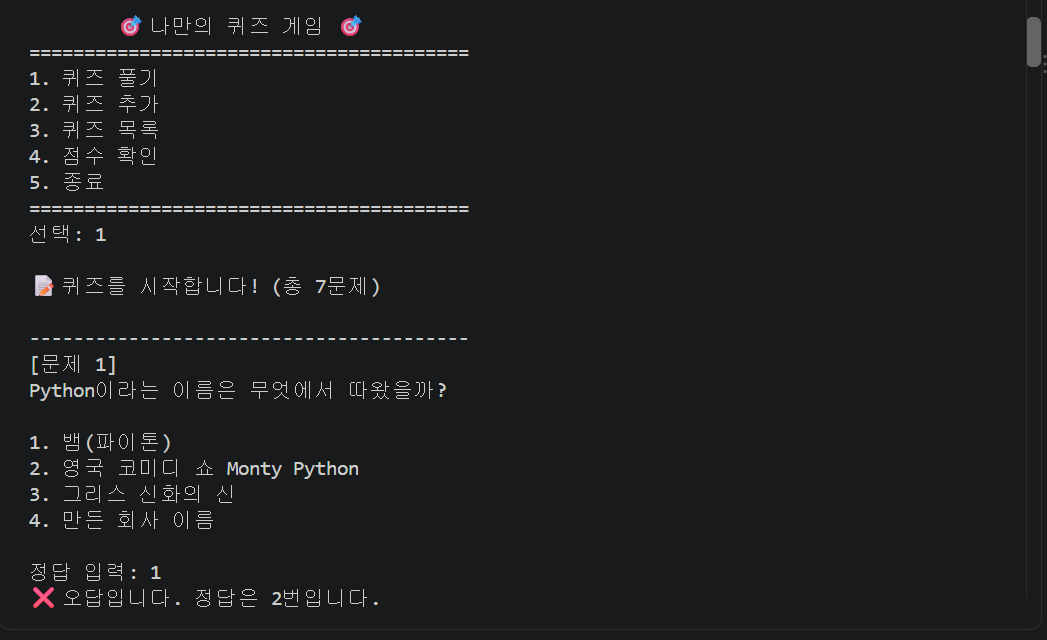 🎯 나만의 퀴즈 게임 🎯
========================================
1. 퀴즈 풀기
2. 퀴즈 추가
3. 퀴즈 목록
4. 점수 확인
5. 종료
========================================
선택: 1
📝 퀴즈를 시작합니다! (총 7문제)
----------------------------------------
[문제 1]
Python이라는 이름은 무엇에서 따왔을까?
1. 뱀(파이톤)
2. 영국 코미디 쇼 Monty Python
3. 그리스 신화의 신
4. 만든 회사 이름
정답 입력: 1
❌ 오답입니다. 정답은 2번입니다.